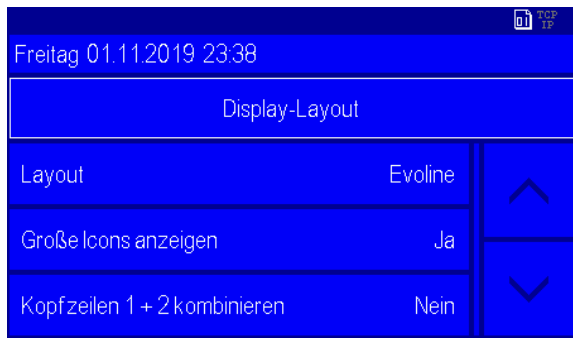 01 TCP
IP
Freitag 01.11.2019 23:38
Display-Layout
Layout Evoline
Große Icons anzeigen Ja
Kopfzeilen 1 + 2 kombinieren Nein